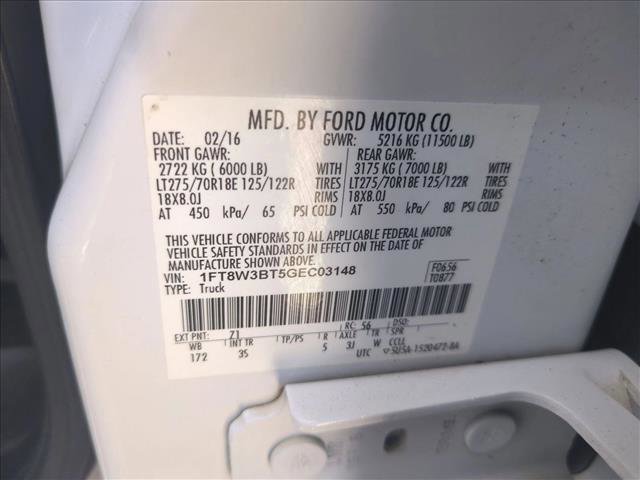 MFD. BY FORD MOTOR CO.
DATE: 02/16 GVWR: 5216 KG (11500 LB)
FRONT GAWR: REAR GAWR:
2722 KG ( 6000 LB) WITH 3175 KG ( 7000 LB) WITH
LT275/70R18E 125/122R TIRES LT275/70R18E 125/122R TIRES
18X8.0J RIMS 18X8.0J RIMS
AT 450 kPa/ 65 PSI COLD AT 550 kPa/ 80 PSI COLD
THIS VEHICLE CONFORMS TO ALL APPLICABLE FEDERAL MOTOR
VEHICLE SAFETY STANDARDS IN EFFECT ON THE DATE OF
MANUFACTURE SHOWN ABOVE.
VIN: 1FT8W3BT5GEC03148 F0656
TYPE: Truck T0877
EXT PNT: Z1 RC: 56 DSO:
WB INT TR TP/PS R AXLE TR SPR
172 3S 5 3J W CCLL
UTC 5U5A-1520472-BA